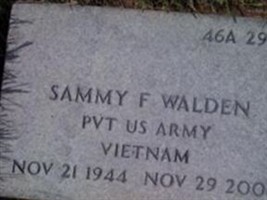 46A 29
SAMMY F WALDEN
PVT US ARMY
VIETNAM
NOV 21 1944 NOV 29 200